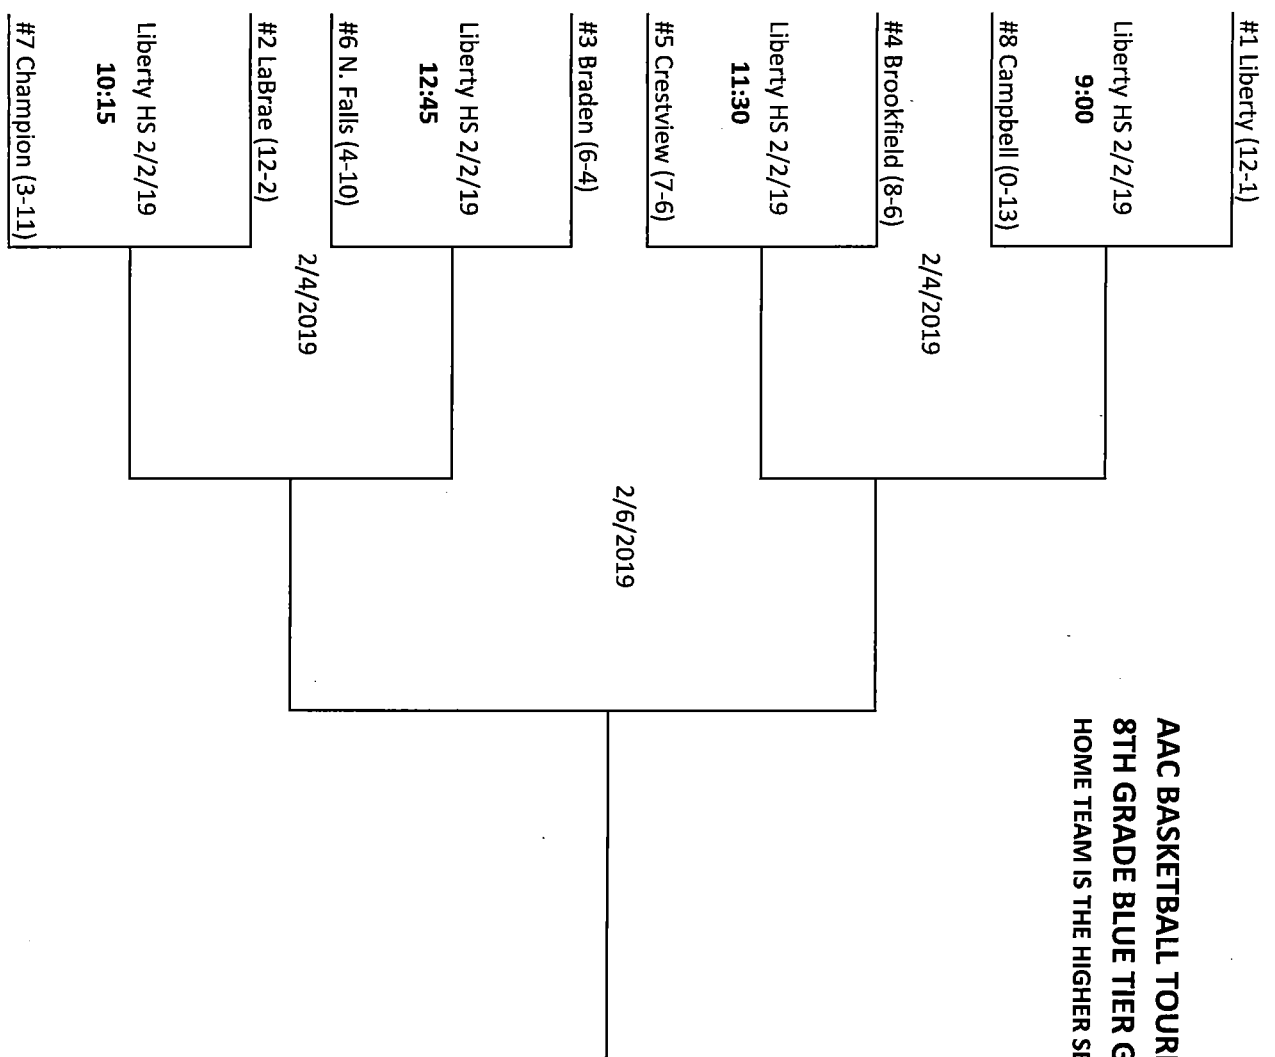 AAC BASKETBALL
8TH GRADE BLUE TIER
HOME TEAM IS THE HIGHER
#1 Liberty (12-1)
Liberty HS 2/2/19
9:00
#8 Campbell (0-13)
2/4/2019
#4 Brookfield (8-6)
Liberty HS 2/2/19
11:30
#5 Crestview (7-6)
2/6/2019
#3 Braden (6-4)
Liberty HS 2/2/19
12:45
#6 N. Falls (4-10)
2/4/2019
#2 LaBrae (12-2)
Liberty HS 2/2/19
10:15
#7 Champion (3-11)